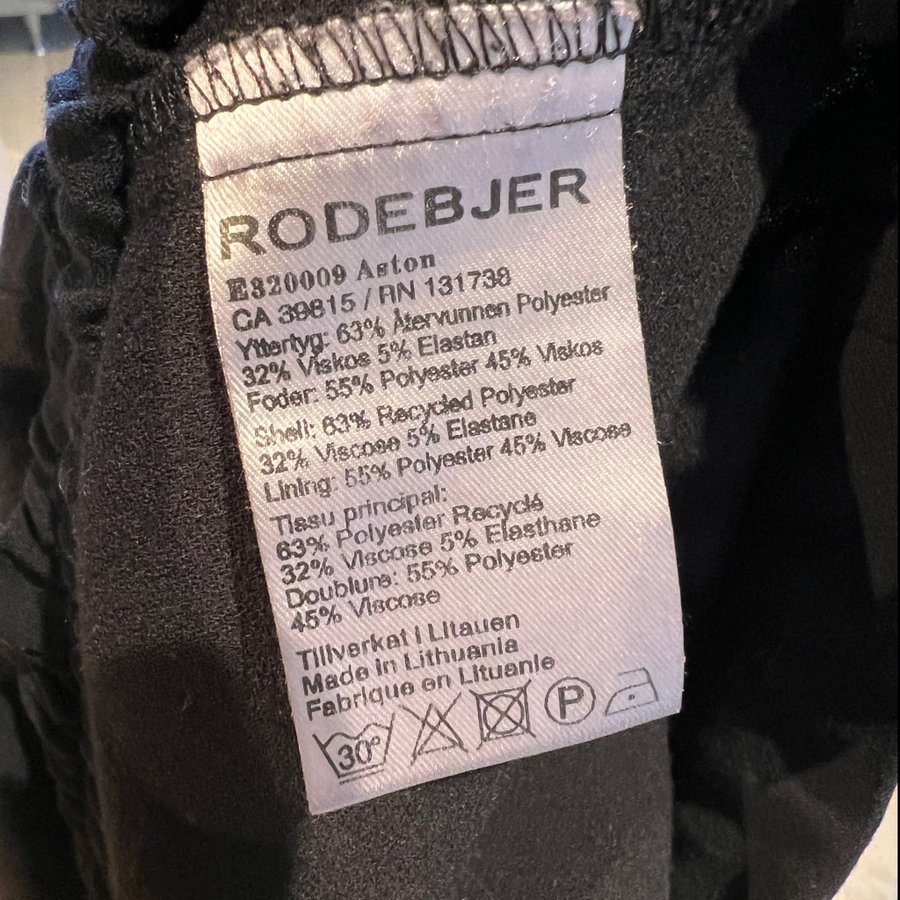 RODEBJER
E320009 Aston
CA 39815 / RN 131738
Yttertyg: 63% Återvunnen Polyester
32% Viskos 5% Elastan
Foder: 55% Polyester 45% Viskos
Shell: 63% Recycled Polyester
32% Viscose 5% Elastane
Lining: 55% Polyester 45% Viscose
Tissu principal:
63% Polyester Recyclé
32% Viscose 5% Elasthane
Doublure: 55% Polyester
45% Viscose
Tillverkat i Litauen
Made in Lithuania
Fabrique en Lituanie
30° P